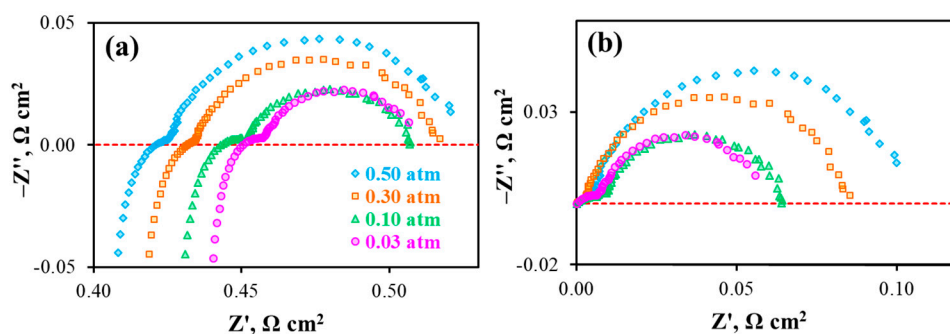 (a)
0.05
0.00
-0.05
−Z'', Ω cm²
0.40
0.45
0.50
Z', Ω cm²
0.50 atm
0.30 atm
0.10 atm
0.03 atm
(b)
0.03
-0.02
−Z'', Ω cm²
0.00
0.05
0.10
Z', Ω cm²